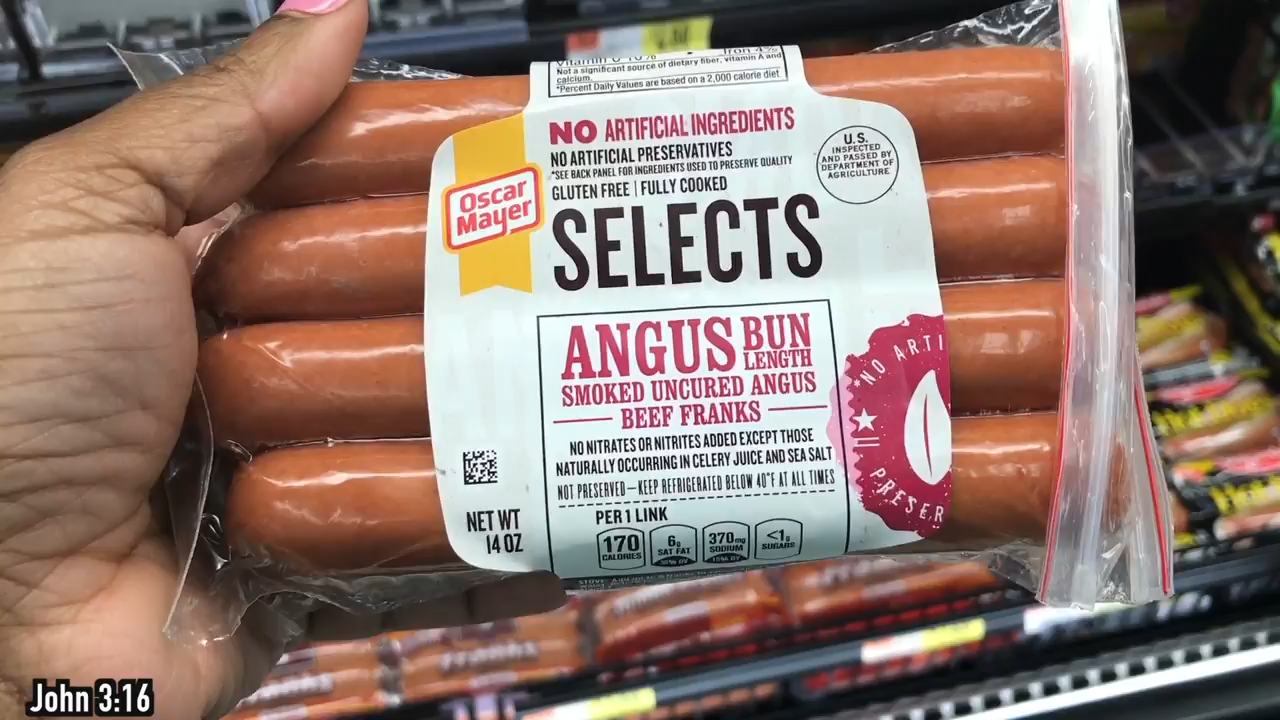 Not a significant source of dietary fiber, vitamin A and
calcium.
*Percent Daily Values are based on a 2,000 calorie diet
NO ARTIFICIAL INGREDIENTS
NO ARTIFICIAL PRESERVATIVES
*SEE BACK PANEL FOR INGREDIENTS USED TO PRESERVE QUALITY
GLUTEN FREE | FULLY COOKED
U.S.
INSPECTED
AND PASSED BY
DEPARTMENT OF
AGRICULTURE
Oscar
Mayer
SELECTS
ANGUS BUN
LENGTH
SMOKED UNCURED ANGUS
BEEF FRANKS
*NO ARTI
PRESER
NO NITRATES OR NITRITES ADDED EXCEPT THOSE
NATURALLY OCCURRING IN CELERY JUICE AND SEA SALT
NOT PRESERVED—KEEP REFRIGERATED BELOW 40°F AT ALL TIMES
NET WT
14 OZ
PER 1 LINK
170
CALORIES
6g
SAT FAT
370mg
SODIUM
<1g
SUGARS
John 3:16